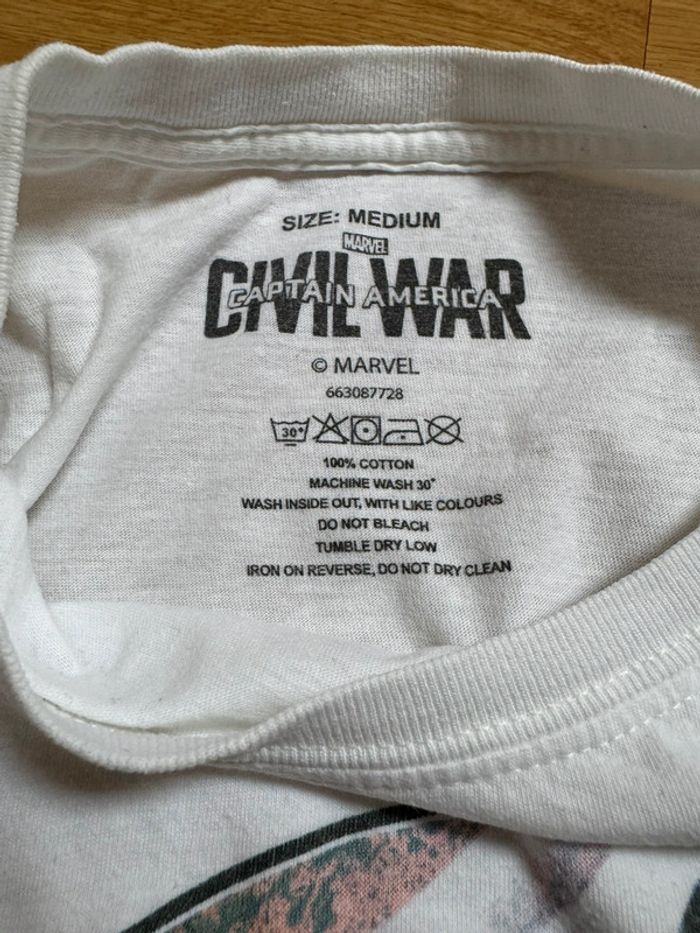 SIZE: MEDIUM
MARVEL
CIVIL WAR
CAPTAIN AMERICA
© MARVEL
663087728
30°
100% COTTON
MACHINE WASH 30°
WASH INSIDE OUT, WITH LIKE COLOURS
DO NOT BLEACH
TUMBLE DRY LOW
IRON ON REVERSE, DO NOT DRY CLEAN